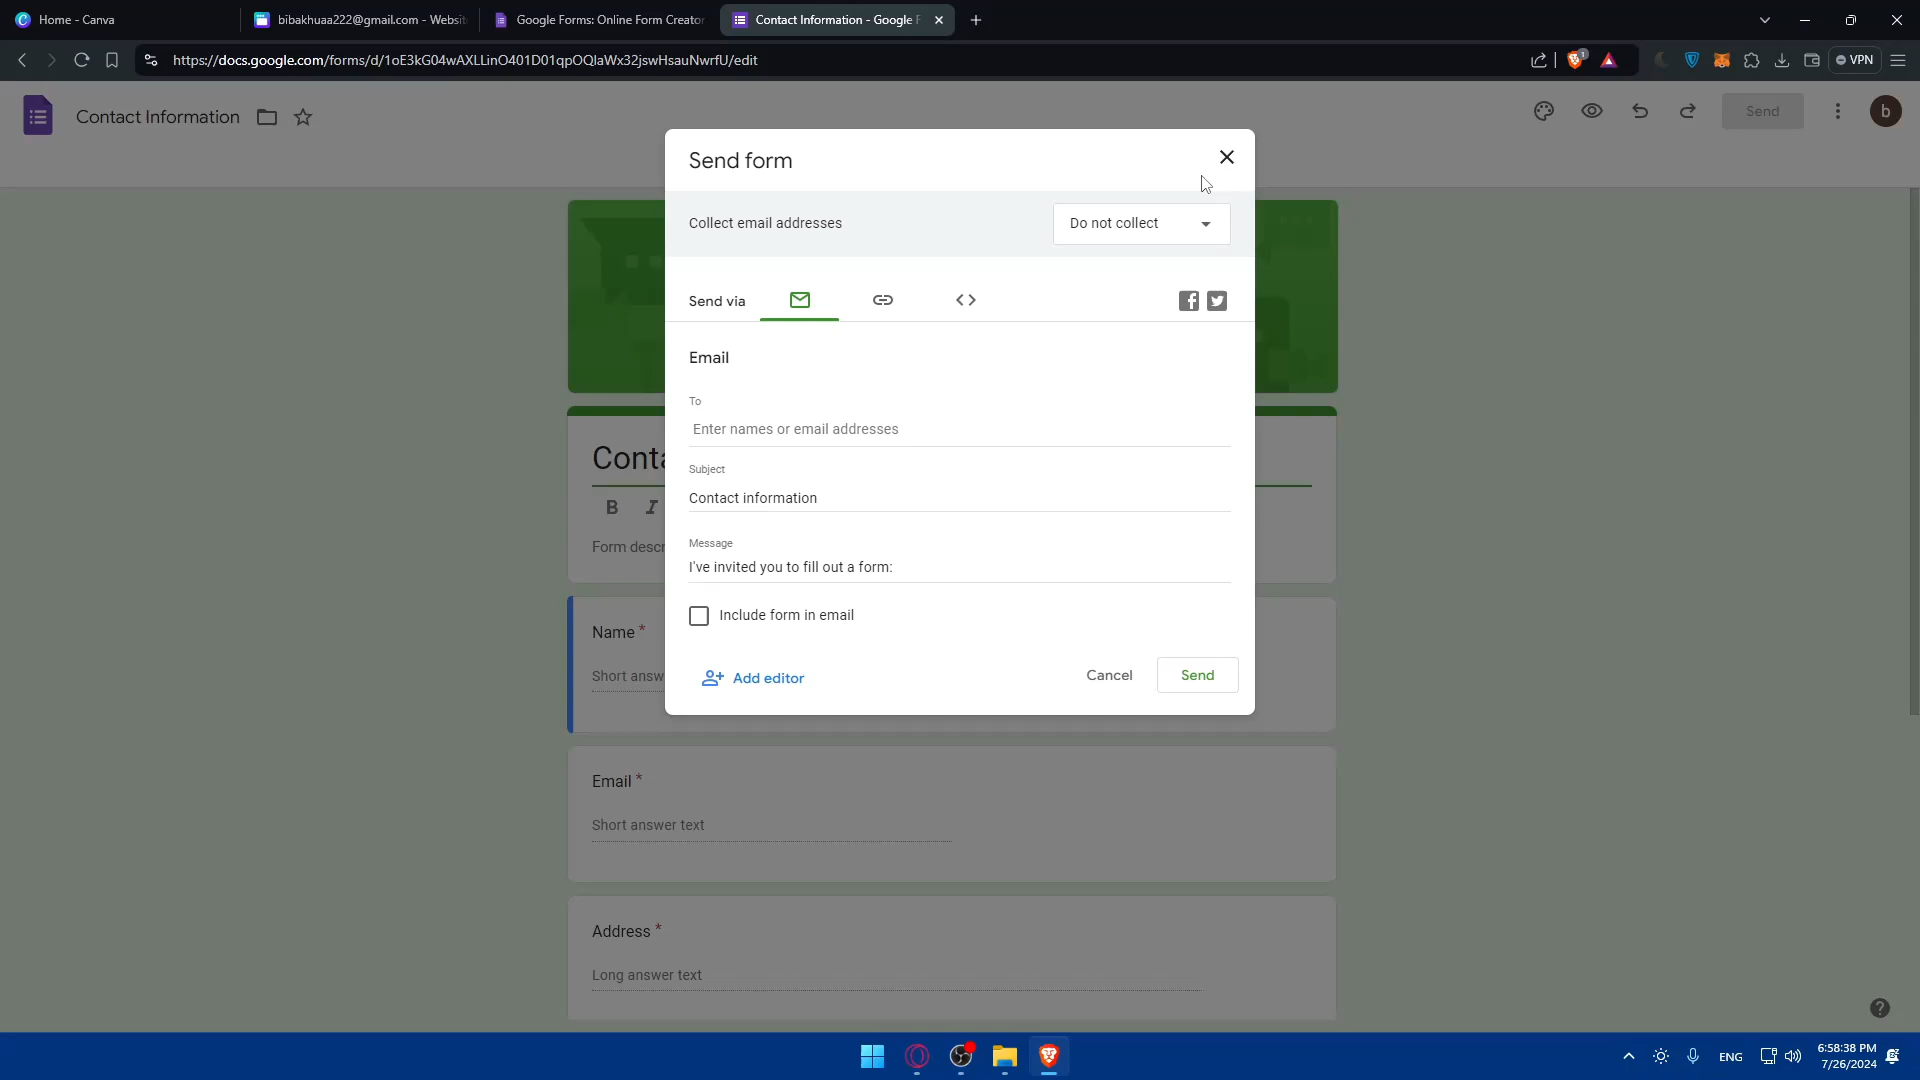 Home - Canva
bibakhuaa222@gmail.com - Websit
Google Forms: Online Form Creator
Contact Information - Google F
https://docs.google.com/forms/d/1oE3kG04wAXLLinO401D01qpOQlaWx32jswHsauNwrfU/edit
1
VPN
Contact Information
Send
b
Send form
Collect email addresses
Do not collect
Send via
Email
To
Enter names or email addresses
Subject
Contact information
Message
I've invited you to fill out a form:
Include form in email
Add editor
Cancel
Send
Conta
B I
Form descr
Name *
Short answ
Email *
Short answer text
Address *
Long answer text
?
ENG
6:58:38 PM
7/26/2024